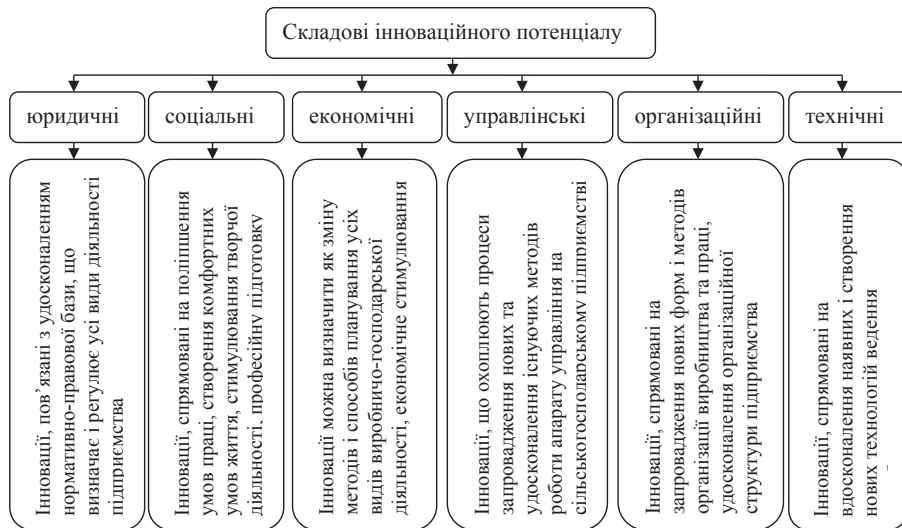 Складові інноваційного потенціалу
юридичні
соціальні
економічні
управлінські
організаційні
технічні
Інновації, пов’язані з удосконаленням
нормативно-правової бази, що
визначає і регулює усі види діяльності
підприємства
Інновації, спрямовані на поліпшення
умов праці, створення комфортних
умов життя, стимулювання творчої
діяльності, професійну підготовку
Інновації можна визначити як зміну
методів і способів планування усіх
видів виробничо-господарської
діяльності, економічне стимулювання
Інновації, що охоплюють процеси
запровадження нових та
удосконалення існуючих методів
роботи апарату управління на
сільськогосподарському підприємстві
Інновації, спрямовані на
запровадження нових форм і методів
організації виробництва та праці,
удосконалення організаційної
структури підприємства
Інновації, спрямовані на
вдосконалення наявних і створення
нових технологій ведення